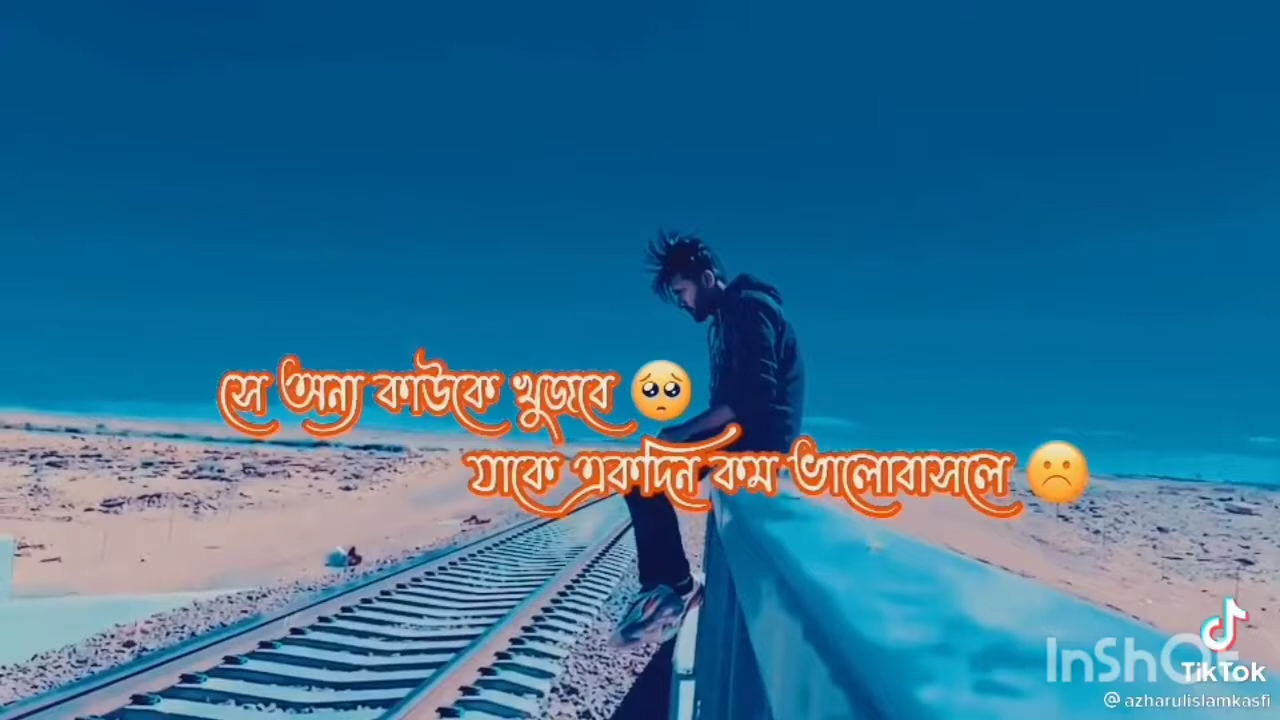 সে অন্য কাউকে খুজবে 🥺
যাকে একদিন কম ভালোবাসলে ☹️
InShOt
TikTok
@azharulislamkasfi